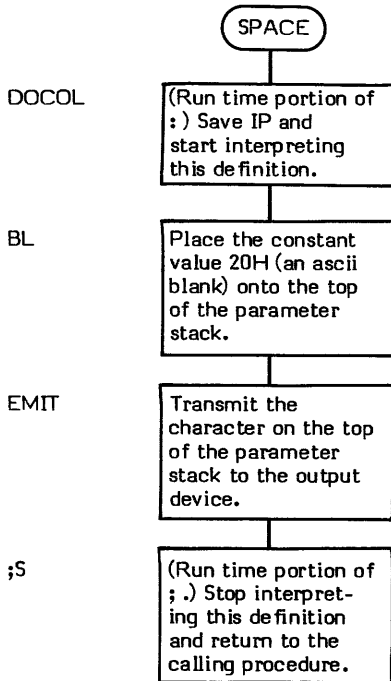 SPACE
DOCOL
(Run time portion of
: ) Save IP and
start interpreting
this definition.
BL
Place the constant
value 20H (an ascii
blank) onto the top
of the parameter
stack.
EMIT
Transmit the
character on the top
of the parameter
stack to the output
device.
;S
(Run time portion of
; .) Stop interpret-
ing this definition
and return to the
calling procedure.